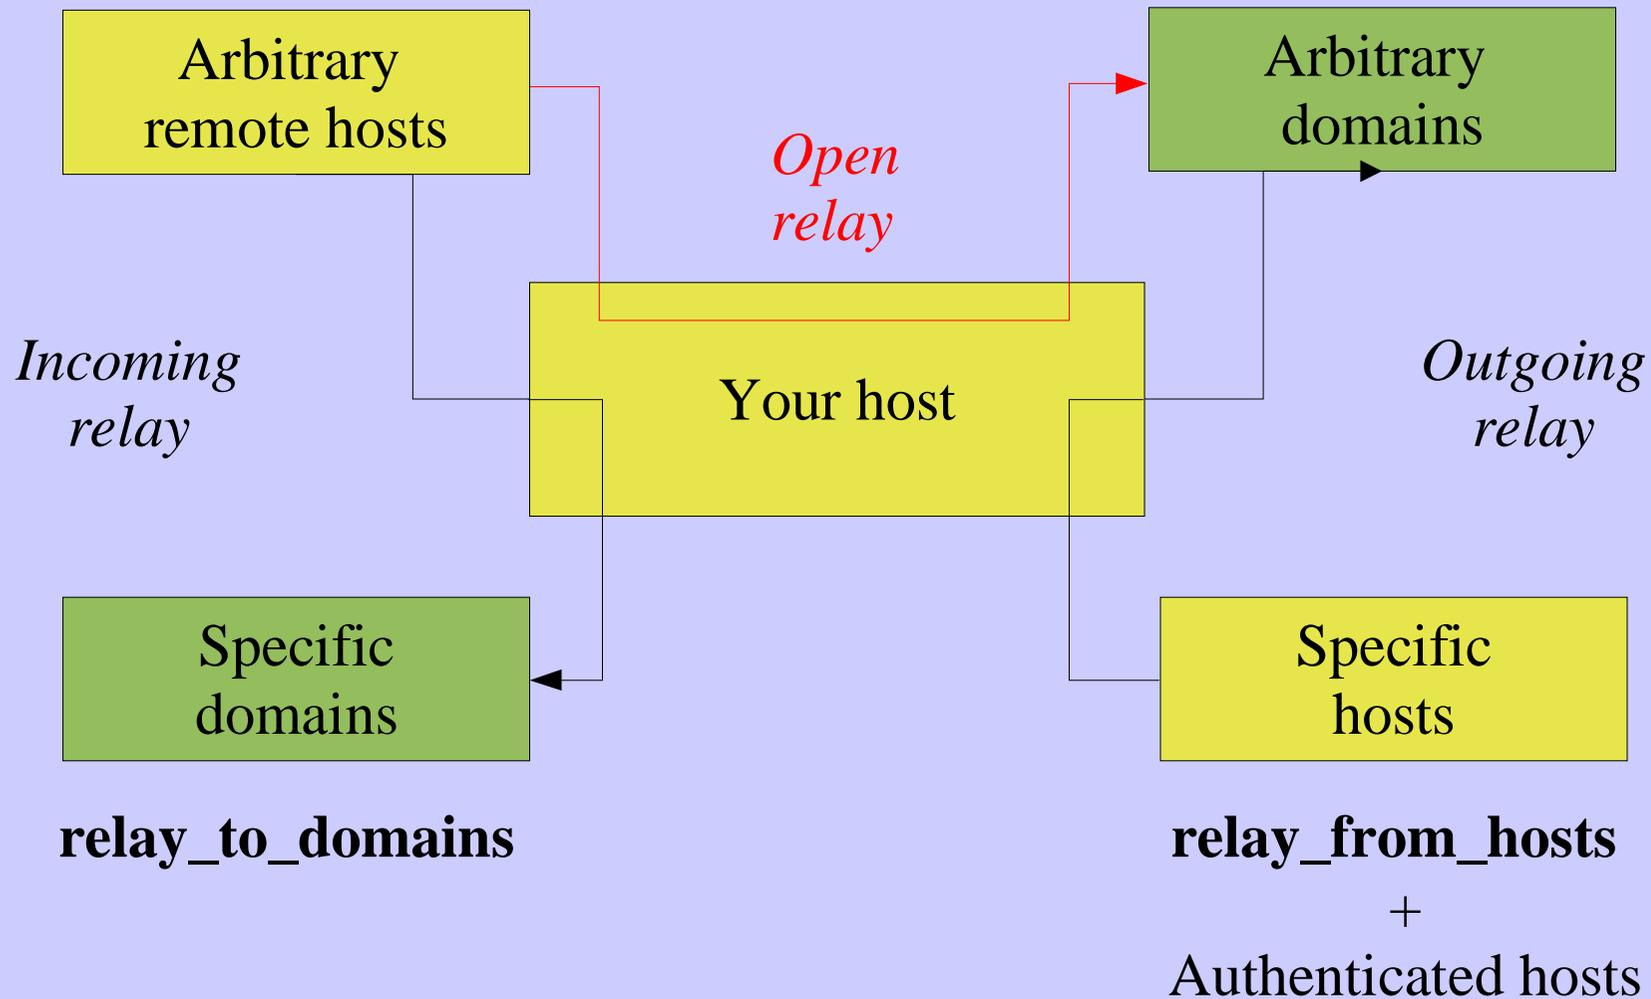 Arbitrary
remote hosts
Arbitrary
domains
Open
relay
Incoming
relay
Your host
Outgoing
relay
Specific
domains
Specific
hosts
relay_to_domains
relay_from_hosts
+
Authenticated hosts